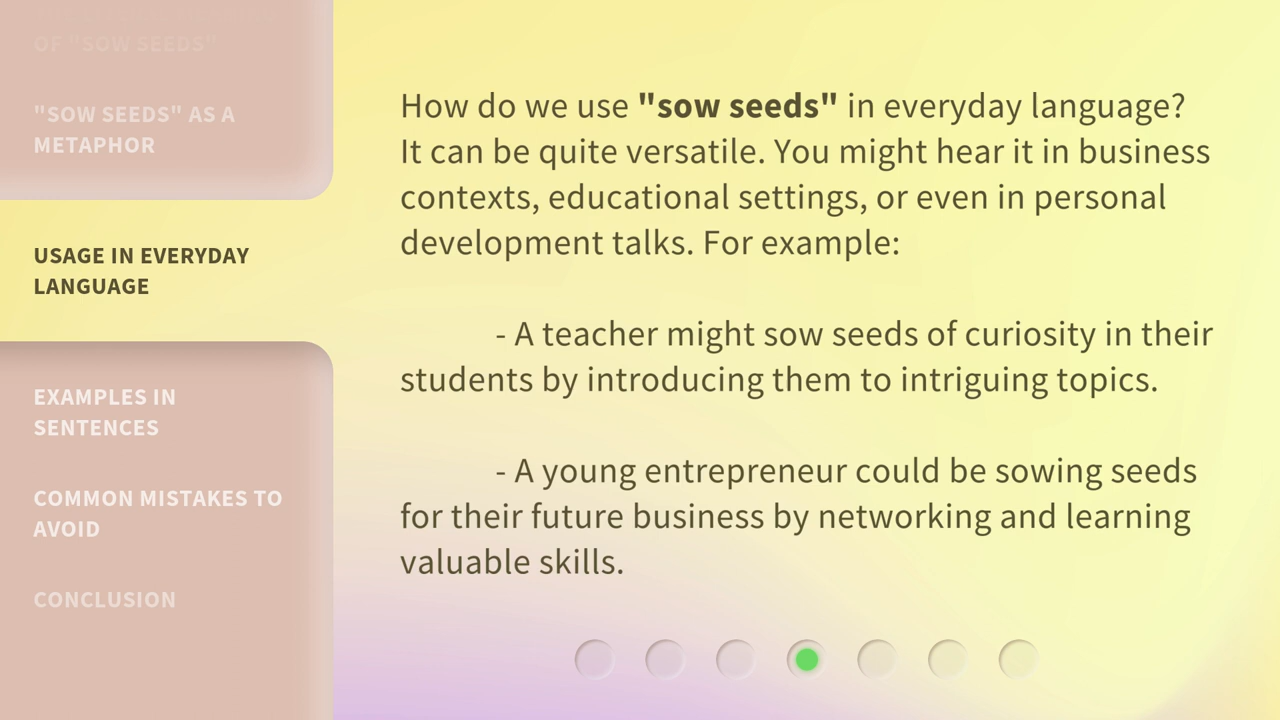 OF "SOW SEEDS"
"SOW SEEDS" AS A
METAPHOR
USAGE IN EVERYDAY
LANGUAGE
EXAMPLES IN
SENTENCES
COMMON MISTAKES TO
AVOID
CONCLUSION
How do we use "sow seeds" in everyday language?
It can be quite versatile. You might hear it in business
contexts, educational settings, or even in personal
development talks. For example:
- A teacher might sow seeds of curiosity in their
students by introducing them to intriguing topics.
- A young entrepreneur could be sowing seeds
for their future business by networking and learning
valuable skills.